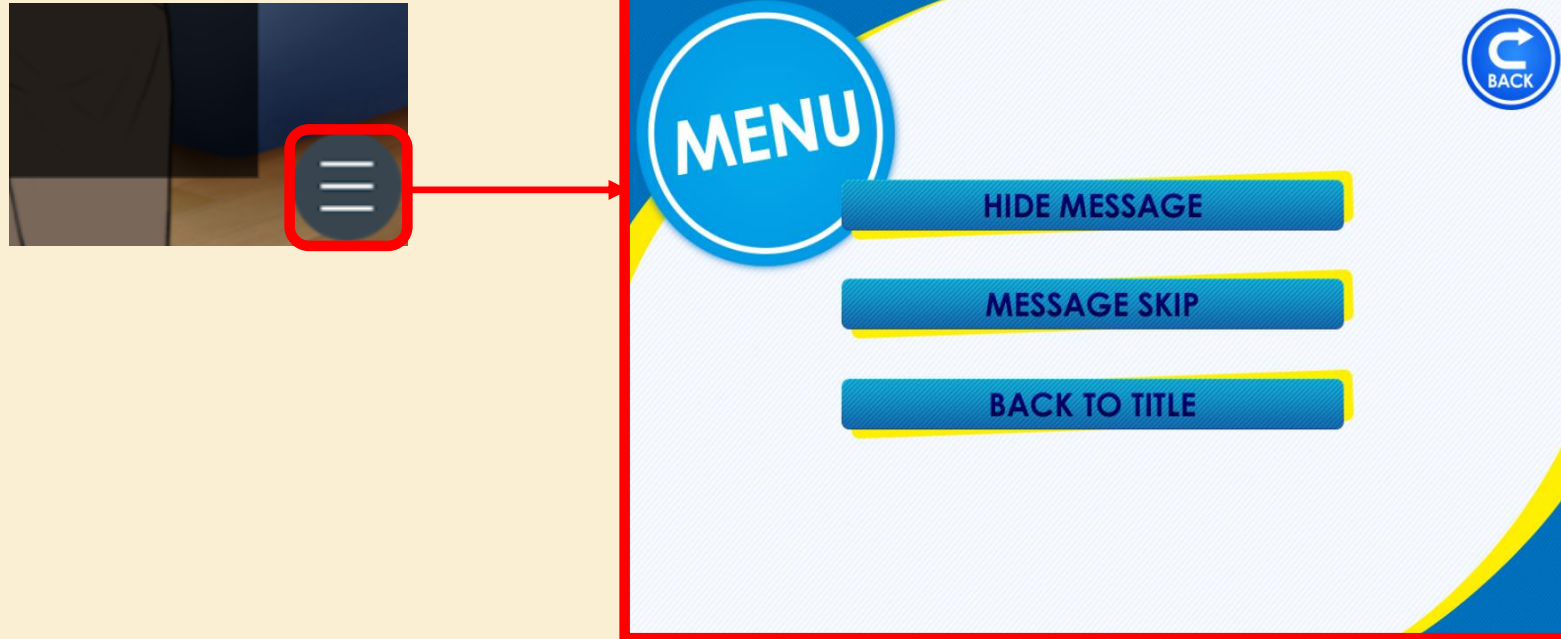 MENU
BACK
HIDE MESSAGE
MESSAGE SKIP
BACK TO TITLE